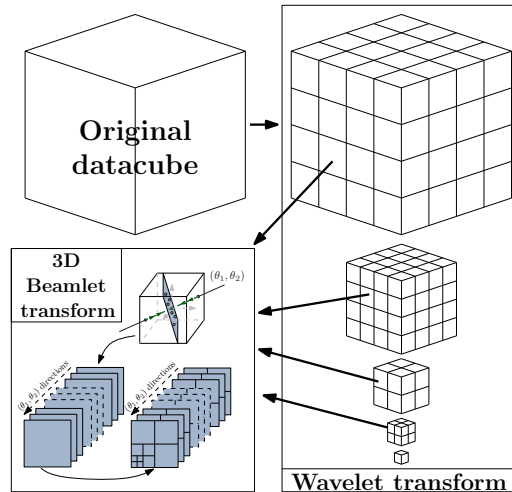 Original
datacube
3D
Beamlet
transform
(θ₁, θ₂)
(θ₁, θ₂) directions
(θ₁, θ₂) directions
Wavelet transform